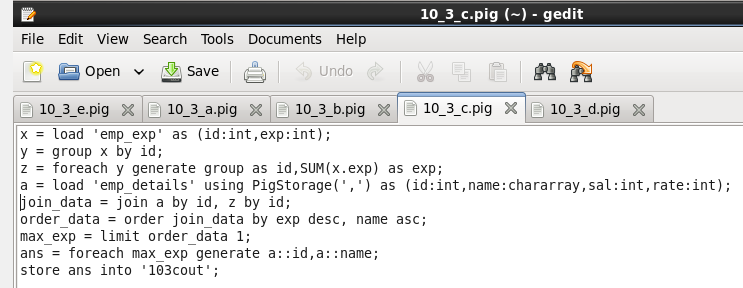 10_3_c.pig (~) - gedit
File Edit View Search Tools Documents Help
Open Save Undo
10_3_e.pig 10_3_a.pig 10_3_b.pig 10_3_c.pig 10_3_d.pig
x = load 'emp_exp' as (id:int,exp:int);
y = group x by id;
z = foreach y generate group as id,SUM(x.exp) as exp;
a = load 'emp_details' using PigStorage(',') as (id:int,name:chararray,sal:int,rate:int);
join_data = join a by id, z by id;
order_data = order join_data by exp desc, name asc;
max_exp = limit order_data 1;
ans = foreach max_exp generate a::id,a::name;
store ans into '103cout';